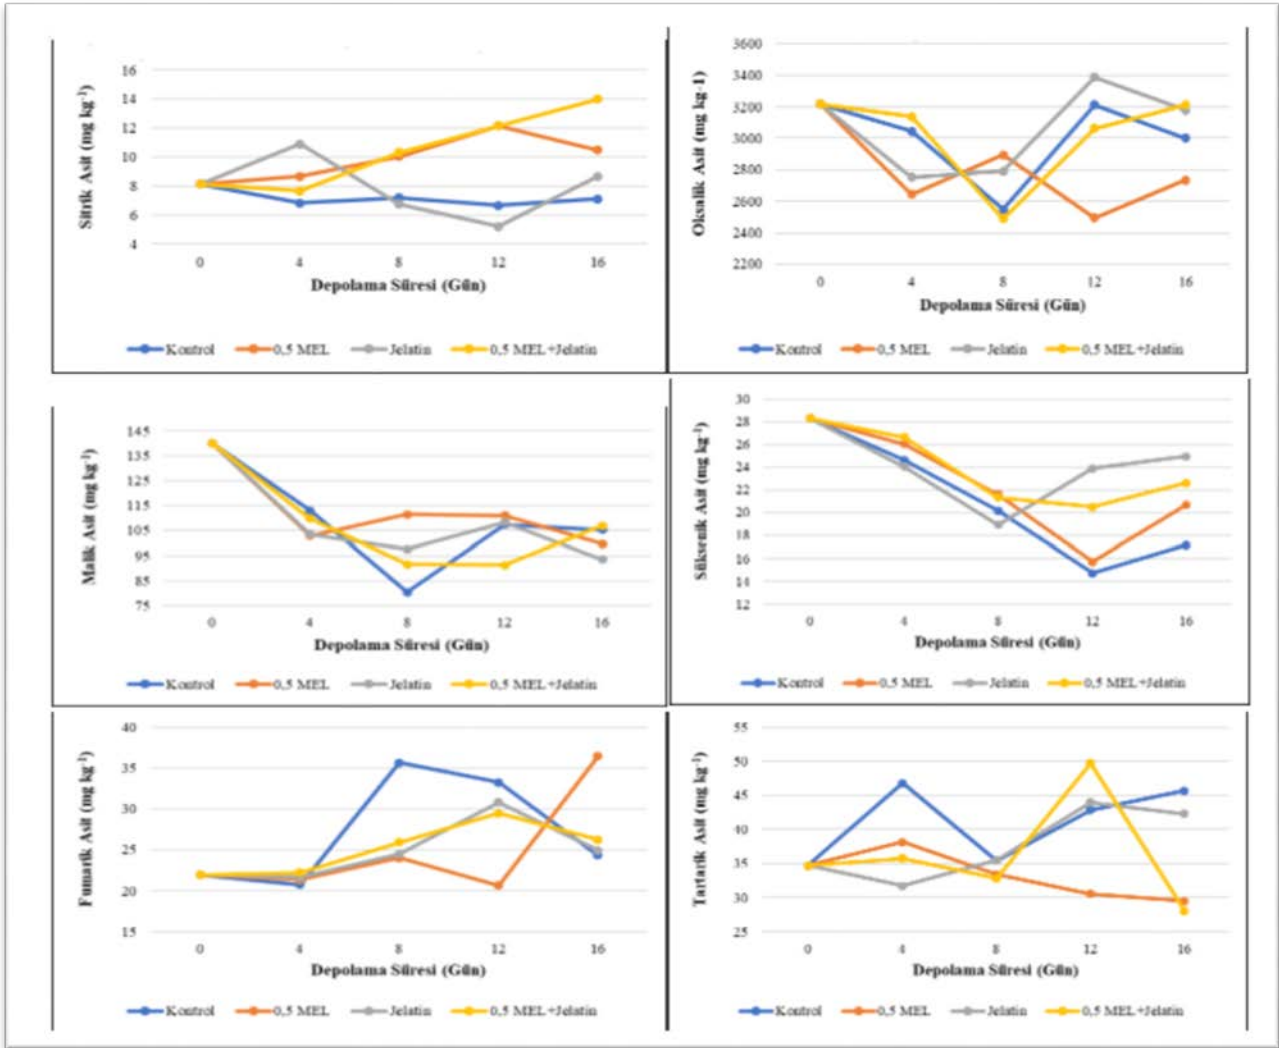 Sitrik Asit (mg kg-1)
16
14
12
10
8
6
4
0 4 8 12 16
Depolama Süresi (Gün)
Kontrol 0,5 MEL Jelatin 0,5 MEL+Jelatin
Oksalik Asit (mg kg-1)
3600
3400
3200
3000
2800
2600
2400
2200
0 4 8 12 16
Depolama Süresi (Gün)
Kontrol 0,5 MEL Jelatin 0,5 MEL+Jelatin
Malik Asit (mg kg-1)
145
135
125
115
105
95
85
75
0 4 8 12 16
Depolama Süresi (Gün)
Kontrol 0,5 MEL Jelatin 0,5 MEL+Jelatin
Süksenik Asit (mg kg-1)
30
28
26
24
22
20
18
16
14
12
0 4 8 12 16
Depolama Süresi (Gün)
Kontrol 0,5 MEL Jelatin 0,5 MEL+Jelatin
Fumarik Asit (mg kg-1)
40
35
30
25
20
15
0 4 8 12 16
Depolama Süresi (Gün)
Kontrol 0,5 MEL Jelatin 0,5 MEL+Jelatin
Tartarik Asit (mg kg-1)
55
50
45
40
35
30
25
0 4 8 12 16
Depolama Süresi (Gün)
Kontrol 0,5 MEL Jelatin 0,5 MEL+Jelatin